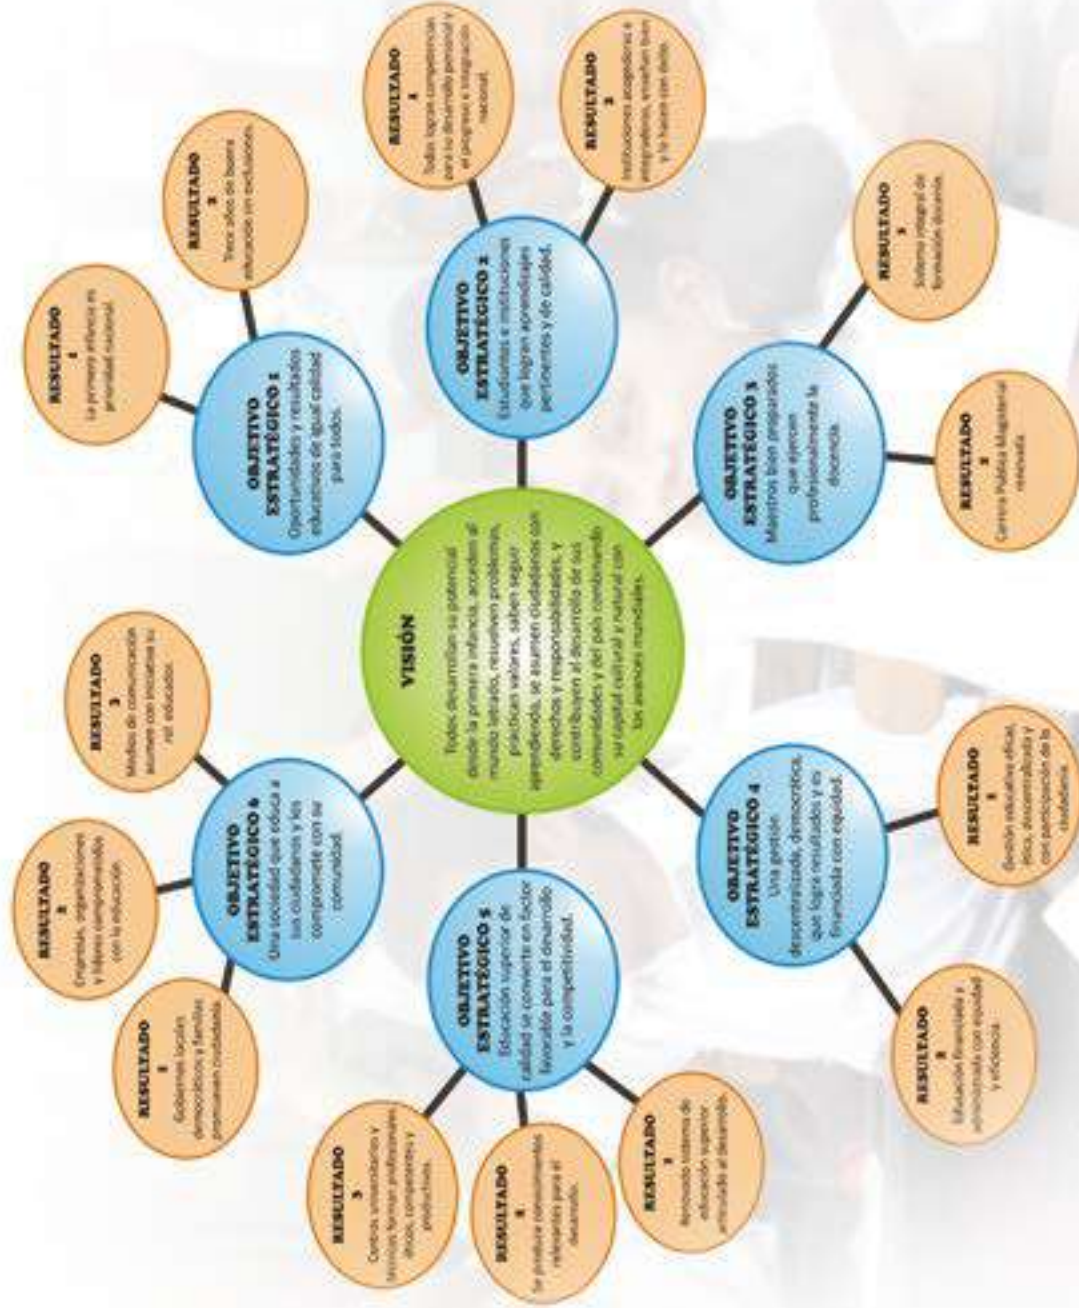 VISIÓN
Todos desarrollan su potencial
desde la primera infancia, acceden al
mundo letrado, resuelven problemas,
practican valores, saben seguir
aprendiendo, se asumen ciudadanos con
derechos y responsabilidades, y
contribuyen al desarrollo de sus
comunidades y del país combinando
su capital cultural y natural con
los avances mundiales.
OBJETIVO
ESTRATÉGICO 1
Oportunidades y resultados
educativos de igual calidad
para todos.
RESULTADO
1
La primera infancia es
prioridad nacional.
RESULTADO
2
Trece años de buena
educación sin exclusiones.
OBJETIVO
ESTRATÉGICO 2
Estudiantes e instituciones
que logran aprendizajes
pertinentes y de calidad.
RESULTADO
1
Todos logran competencias
para su desarrollo personal y
el progreso e integración
nacional.
RESULTADO
2
Instituciones acogedoras e
integradoras, enseñan bien
y lo hacen con éxito.
OBJETIVO
ESTRATÉGICO 3
Maestros bien preparados
que ejercen
profesionalmente la
docencia.
RESULTADO
1
Sistema integral de
formación docente.
RESULTADO
2
Carrera Pública Magisterial
renovada
OBJETIVO
ESTRATÉGICO 4
Una gestión
descentralizada, democrática,
que logra resultados y es
financiada con equidad.
RESULTADO
1
Gestión educativa eficaz,
ética, descentralizada y
con participación de la
ciudadanía.
RESULTADO
2
Educación financiada y
administrada con equidad
y eficiencia.
OBJETIVO
ESTRATÉGICO 5
Educación superior de
calidad se convierte en factor
favorable para el desarrollo
y la competitividad.
RESULTADO
1
Renovado sistema de
educación superior
articulado al desarrollo.
RESULTADO
2
Se produce conocimientos
relevantes para el
desarrollo.
RESULTADO
3
Centros universitarios y
técnicos forman profesionales
éticos, competentes y
productivos.
OBJETIVO
ESTRATÉGICO 6
Una sociedad que educa a
sus ciudadanos y los
compromete con su
comunidad.
RESULTADO
1
Gobiernos locales
democráticos y familias
promueven ciudadanía
RESULTADO
2
Empresas, organizaciones
y líderes comprometidos
con la educación
RESULTADO
3
Medios de comunicación
asumen con iniciativa su
rol educador.